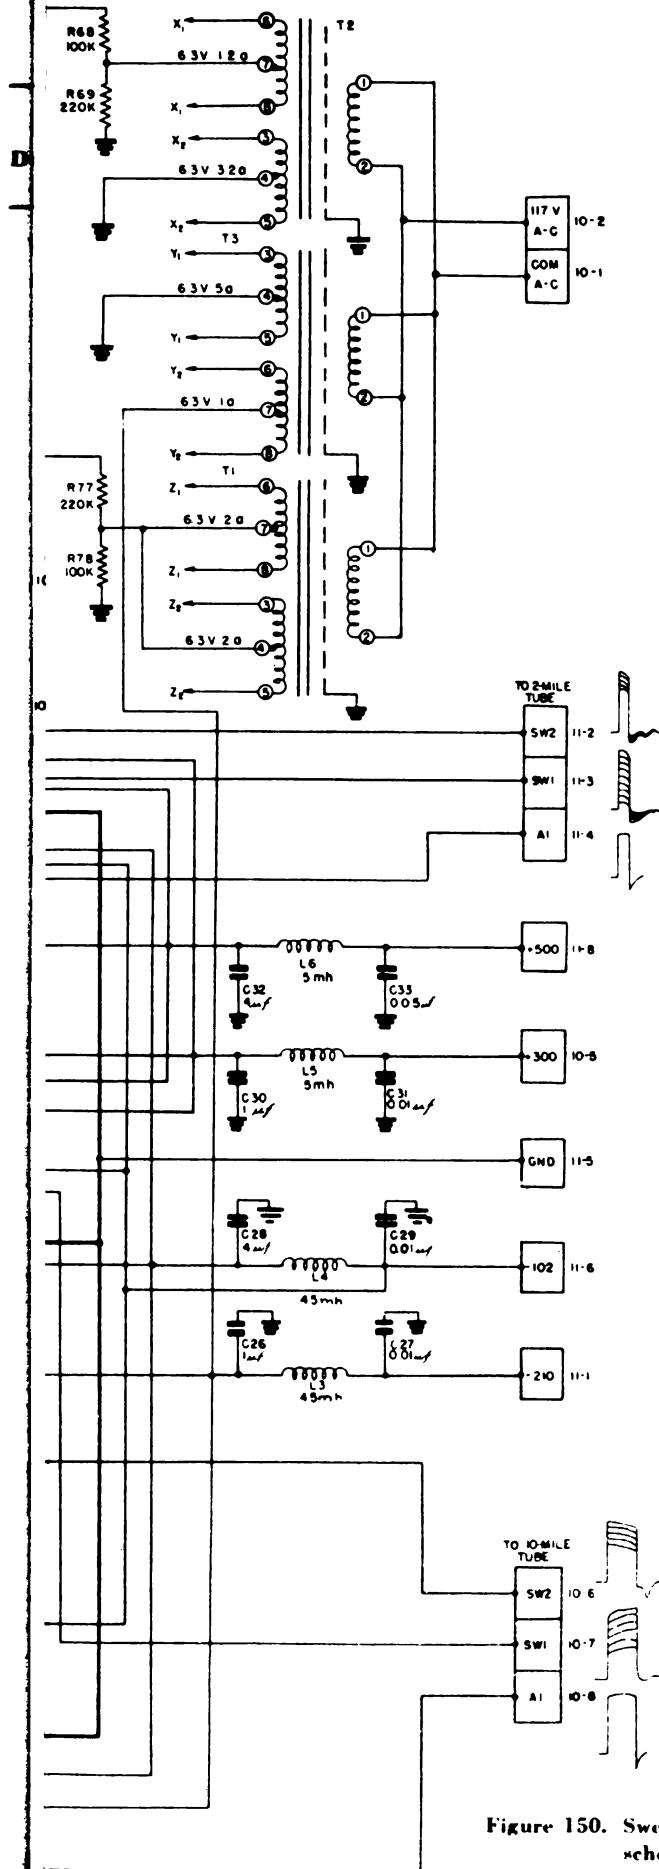 R68
100K
X₁
6
T2
6.3V 1.2a
7
R69
220K
X₁
8
1
D
X₂
3
6.3V 3.2a
4
2
X₂
5
117 V
A-C
10-2
COM
A-C
10-1
T3
Y₁
3
6.3V 5a
4
Y₁
5
1
Y₂
6
6.3V 1a
7
2
Y₂
8
T1
R77
220K
Z₁
6
6.3V 2a
7
R78
100K
Z₁
8
1
Z₂
3
6.3V 2a
4
2
Z₂
5
10
TO 2-MILE
TUBE
SW2
11-2
SW1
11-3
A1
11-4
+500
11-8
L6
5mh
C32
4µf
C33
0.05µf
+300
10-5
L5
5mh
C30
1µf
C31
0.01µf
GND
11-5
C28
4µf
C29
0.01µf
-102
11-6
L4
45mh
C26
1µf
C27
0.01µf
-210
11-1
L3
45mh
TO 10-MILE
TUBE
SW2
10-6
SW1
10-7
A1
10-8
Figure 150. Swe
sche